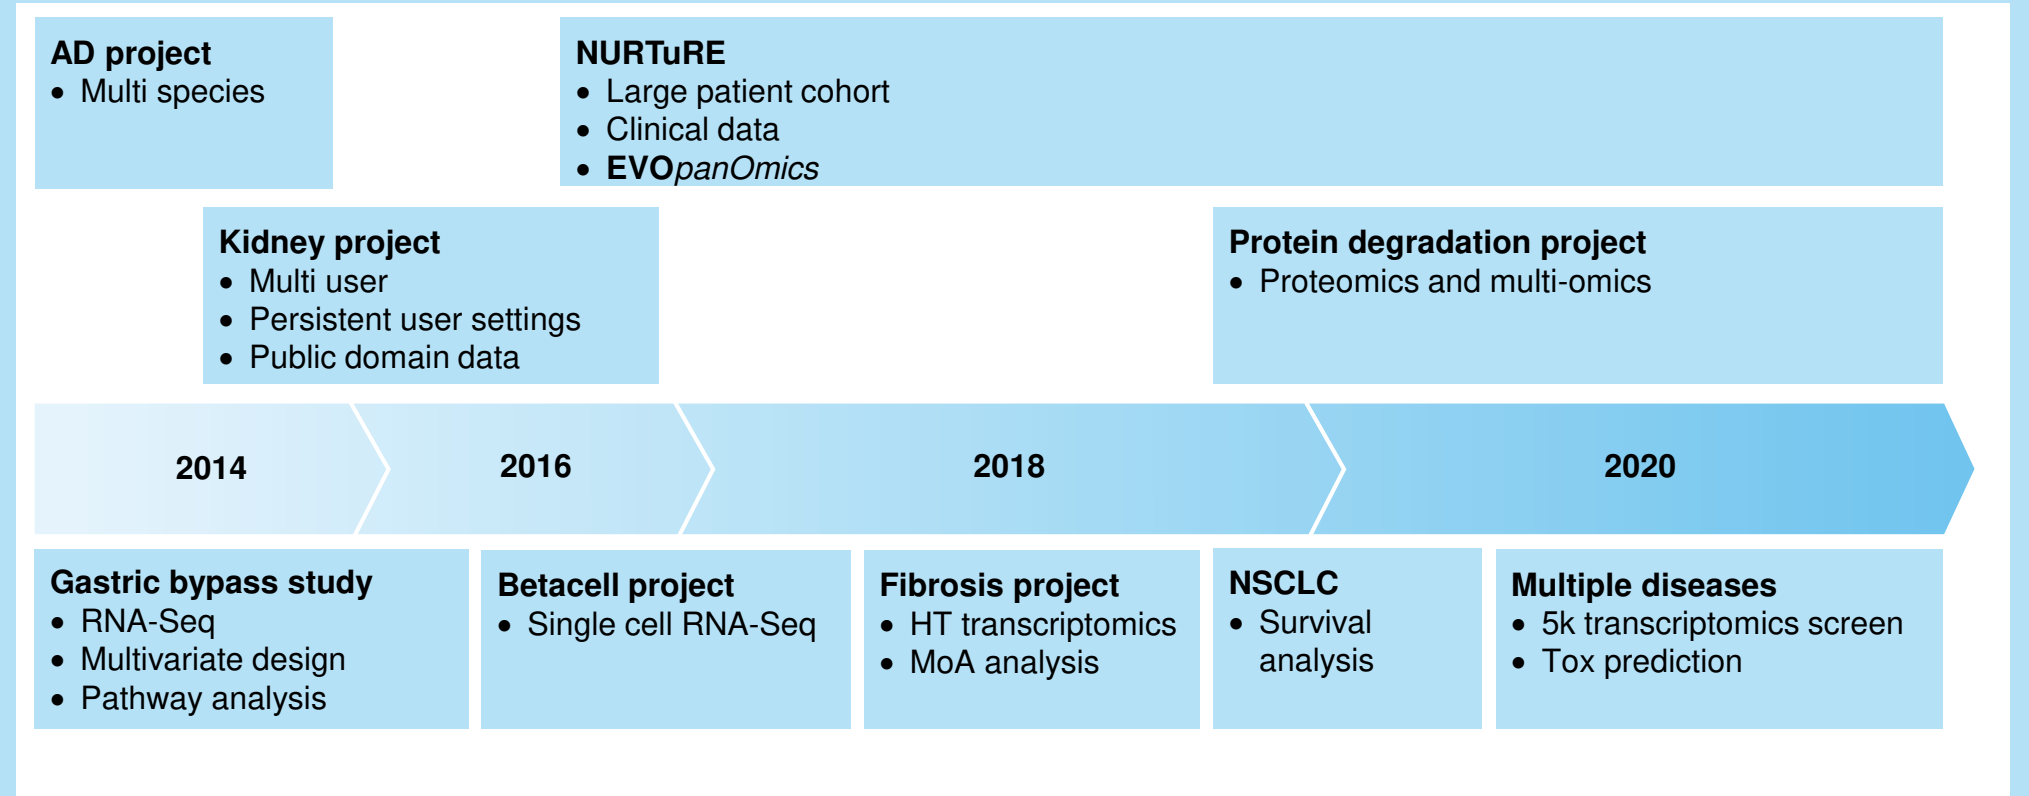 AD project
• Multi species
NURTuRE
• Large patient cohort
• Clinical data
• EVOpanOmics
Kidney project
• Multi user
• Persistent user settings
• Public domain data
Protein degradation project
• Proteomics and multi-omics
2014
2016
2018
2020
Gastric bypass study
• RNA-Seq
• Multivariate design
• Pathway analysis
Betacell project
• Single cell RNA-Seq
Fibrosis project
• HT transcriptomics
• MoA analysis
NSCLC
• Survival
analysis
Multiple diseases
• 5k transcriptomics screen
• Tox prediction